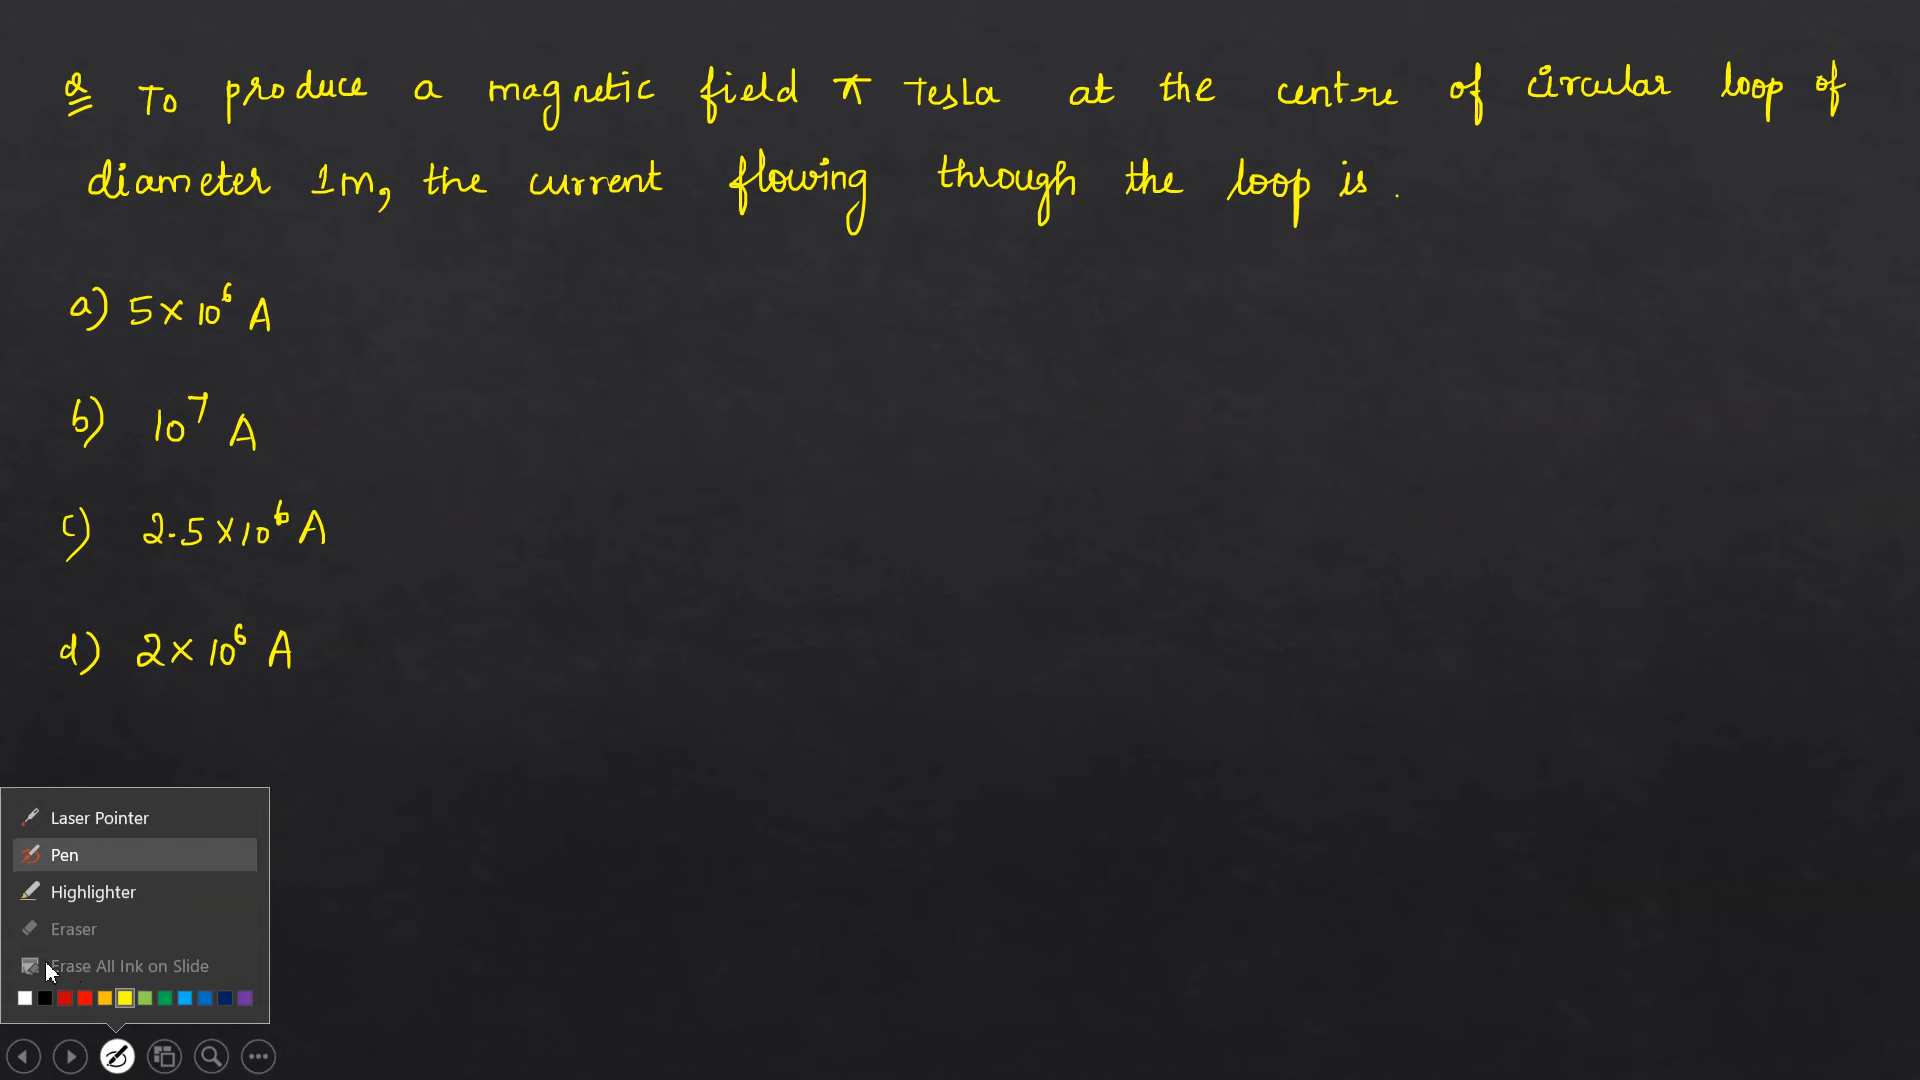 Q To produce a magnetic field π Tesla at the centre of circular loop of
diameter 1m, the current flowing through the loop is .
a) 5 × 10⁶ A
b) 10⁷ A
c) 2.5 × 10⁶ A
d) 2 × 10⁶ A
Laser Pointer
Pen
Highlighter
Eraser
Erase All Ink on Slide